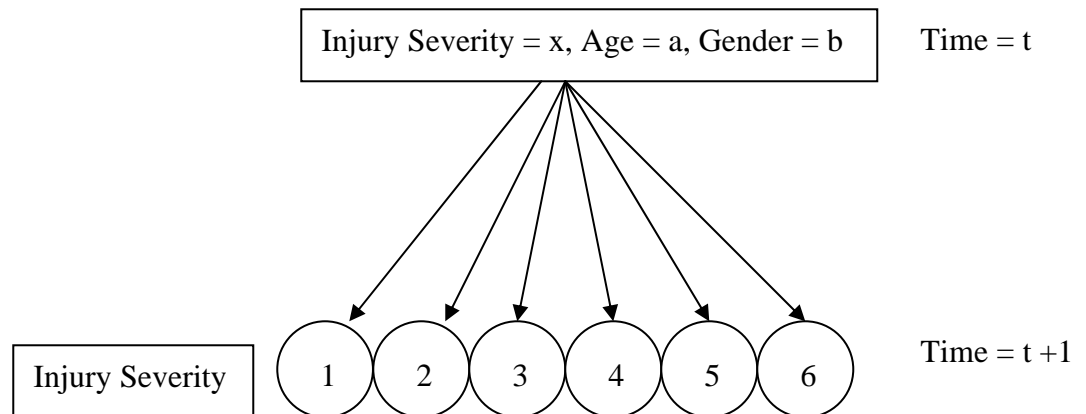 Injury Severity = x, Age = a, Gender = b
Time = t
Time = t +1
Injury Severity
1 2 3 4 5 6